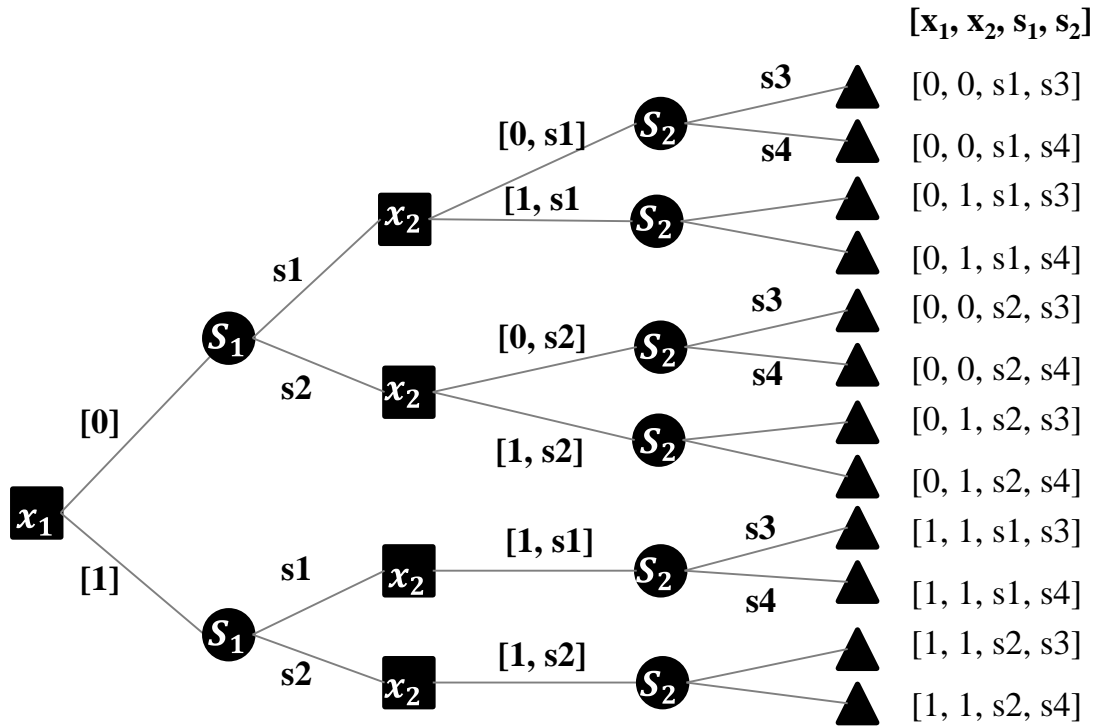 [x₁, x₂, s₁, s₂]
s3
[0, 0, s1, s3]
S₂
[0, s1]
s4
[0, 0, s1, s4]
[1, s1
[0, 1, s1, s3]
x₂
S₂
s1
[0, 1, s1, s4]
s3
[0, 0, s2, s3]
S₁
[0, s2]
S₂
s2
x₂
s4
[0, 0, s2, s4]
[0]
[0, 1, s2, s3]
[1, s2]
S₂
[0, 1, s2, s4]
x₁
s3
[1, 1, s1, s3]
[1]
s1
x₂
[1, s1]
S₂
s4
[1, 1, s1, s4]
S₁
[1, 1, s2, s3]
s2
x₂
[1, s2]
S₂
[1, 1, s2, s4]